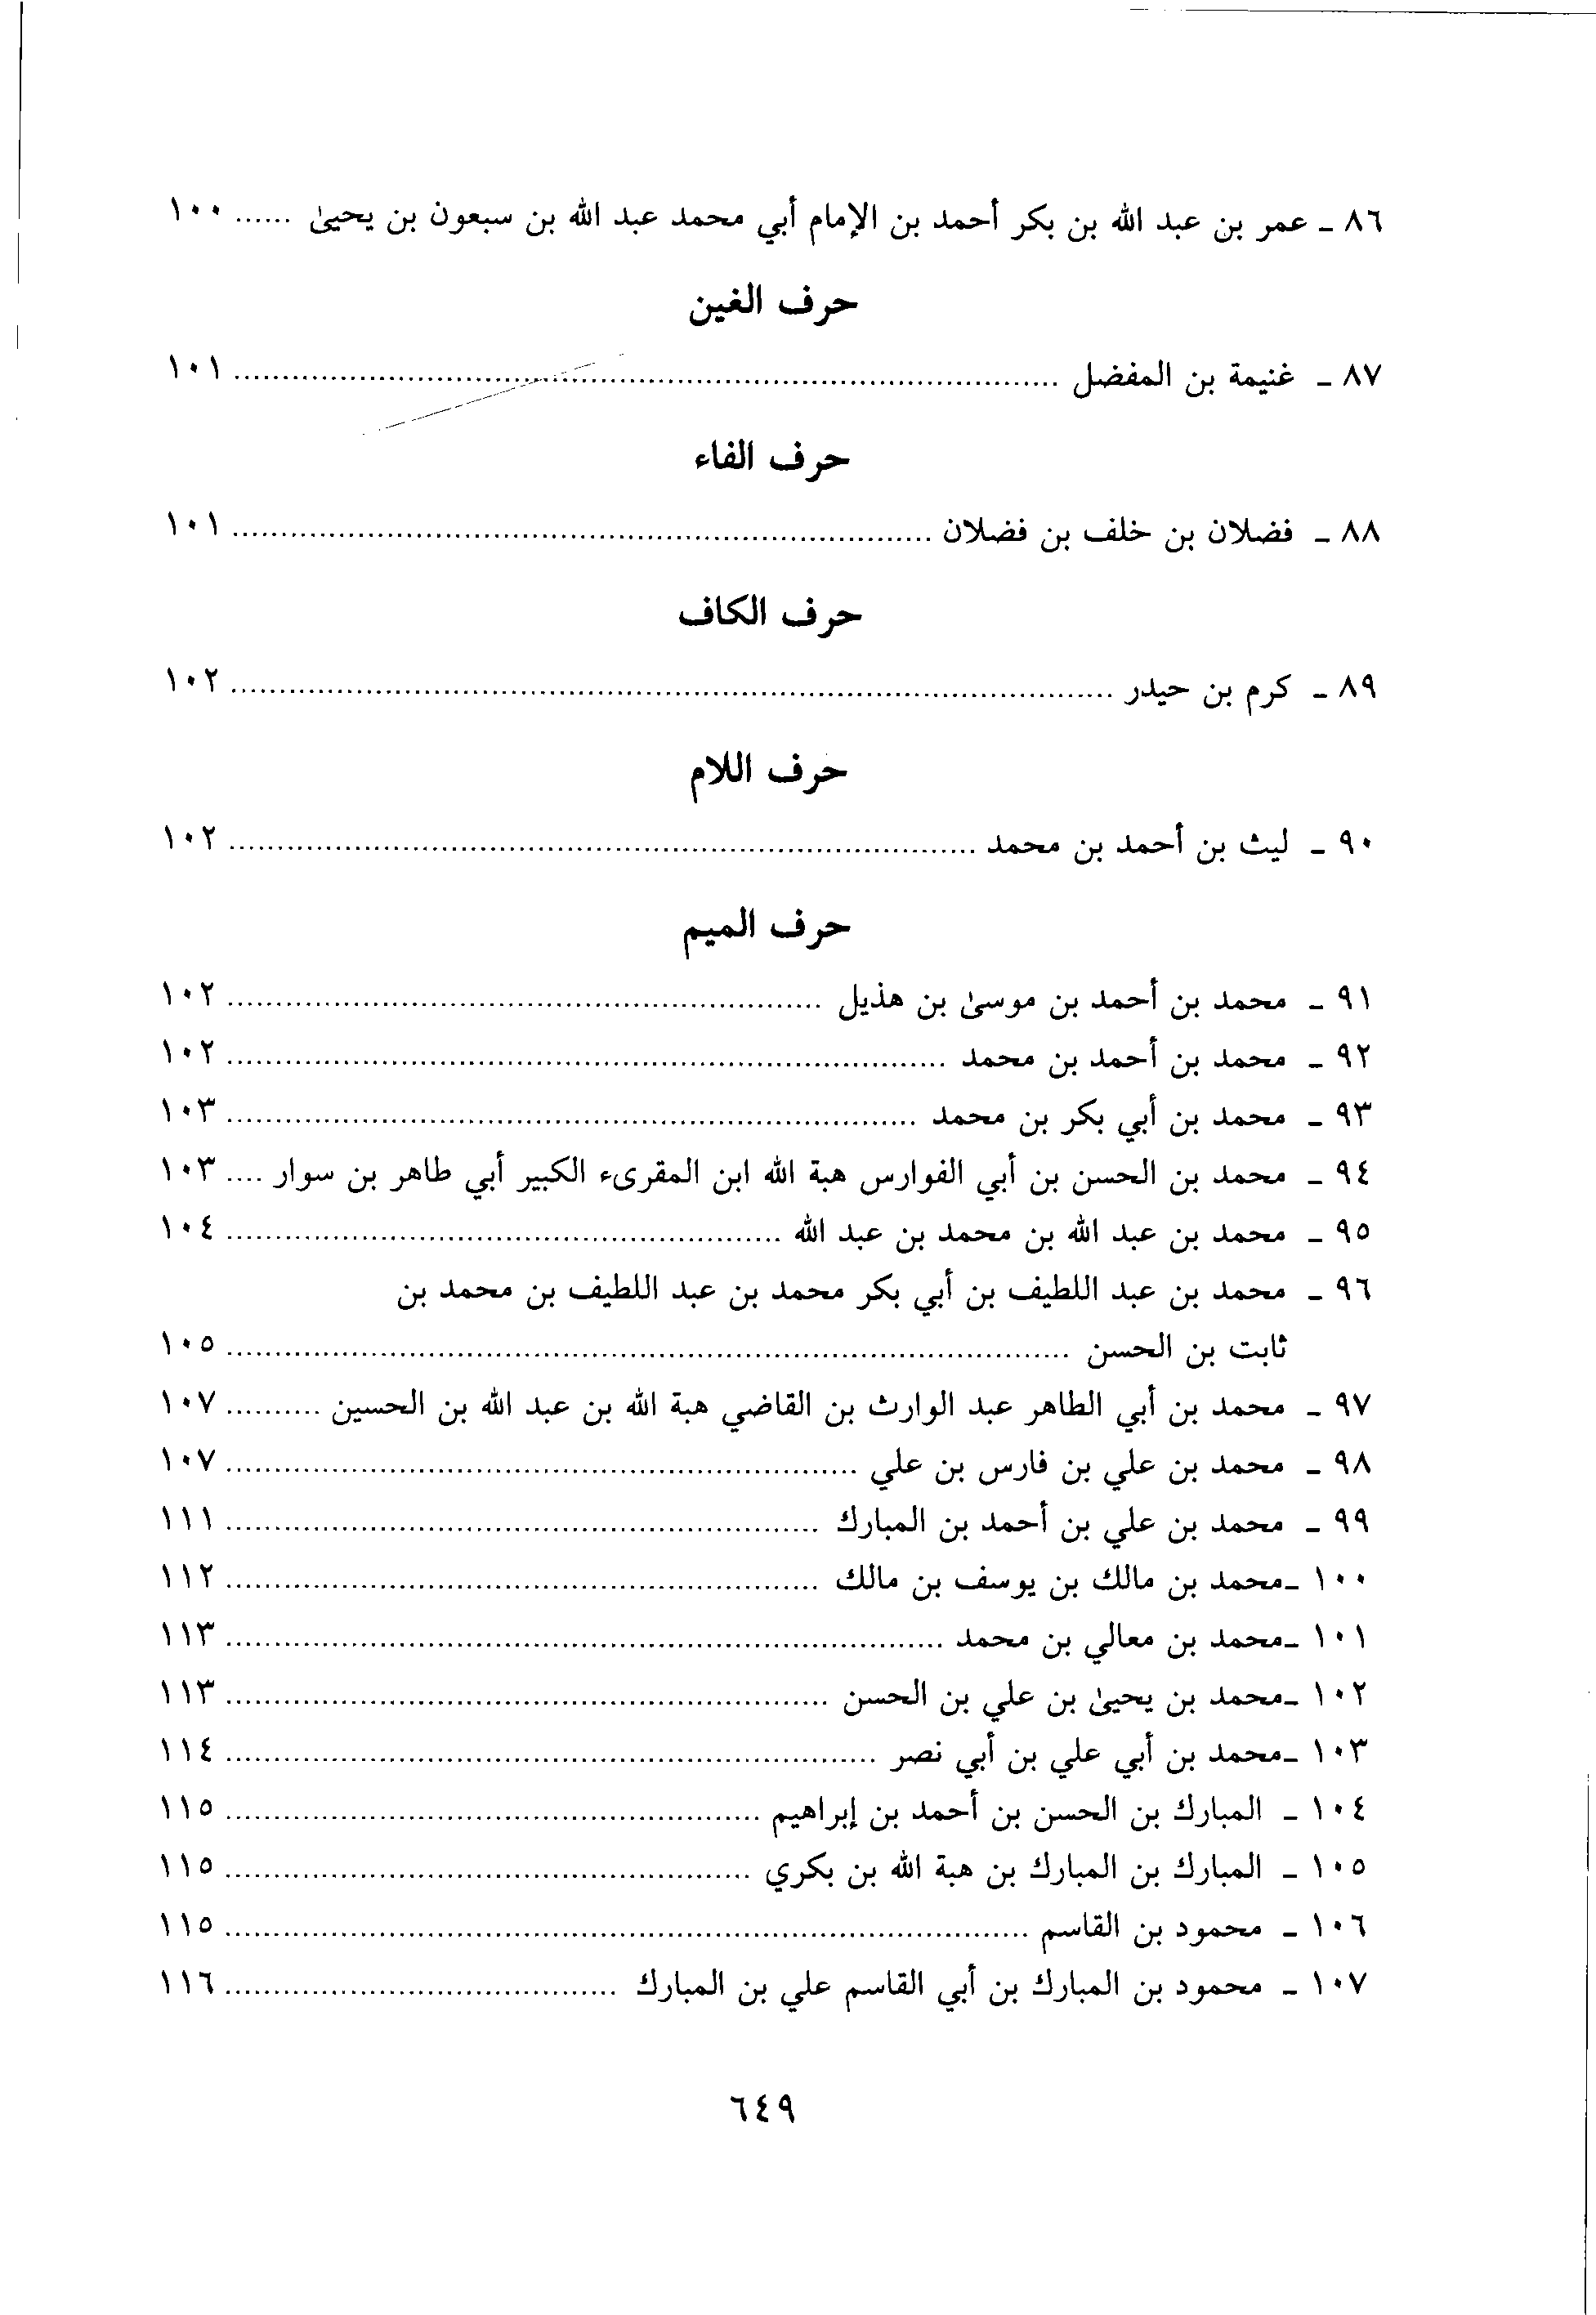 ٨٦ ـ عمر بن عبد الله بن بكر أحمد بن الإمام أبي محمد عبد الله بن سبعون بن يحيىٰ ...... ١٠٠
حرف الغين
٨٧ ـ غنيمة بن المفضل ...... ١٠١
حرف الفاء
٨٨ ـ فضلان بن خلف بن فضلان ...... ١٠١
حرف الكاف
٨٩ ـ كرم بن حيدر ...... ١٠٢
حرف اللام
٩٠ ـ ليث بن أحمد بن محمد ...... ١٠٢
حرف الميم
٩١ ـ محمد بن أحمد بن موسىٰ بن هذيل ...... ١٠٢
٩٢ ـ محمد بن أحمد بن محمد ...... ١٠٢
٩٣ ـ محمد بن أبي بكر بن محمد ...... ١٠٣
٩٤ ـ محمد بن الحسن بن أبي الفوارس هبة الله ابن المقرىء الكبير أبي طاهر بن سوار .... ١٠٣
٩٥ ـ محمد بن عبد الله بن محمد بن عبد الله ...... ١٠٤
٩٦ ـ محمد بن عبد اللطيف بن أبي بكر محمد بن عبد اللطيف بن محمد بن
ثابت بن الحسن ...... ١٠٥
٩٧ ـ محمد بن أبي الطاهر عبد الوارث بن القاضي هبة الله بن عبد الله بن الحسين .......... ١٠٧
٩٨ ـ محمد بن علي بن فارس بن علي ...... ١٠٧
٩٩ ـ محمد بن علي بن أحمد بن المبارك ...... ١١١
١٠٠ ـ محمد بن مالك بن يوسف بن مالك ...... ١١٢
١٠١ ـ محمد بن معالي بن محمد ...... ١١٣
١٠٢ ـ محمد بن يحيىٰ بن علي بن الحسن ...... ١١٣
١٠٣ ـ محمد بن أبي علي بن أبي نصر ...... ١١٤
١٠٤ ـ المبارك بن الحسن بن أحمد بن إبراهيم ...... ١١٥
١٠٥ ـ المبارك بن المبارك بن هبة الله بن بكري ...... ١١٥
١٠٦ ـ محمود بن القاسم ...... ١١٥
١٠٧ ـ محمود بن المبارك بن أبي القاسم علي بن المبارك ...... ١١٦
٦٤٩